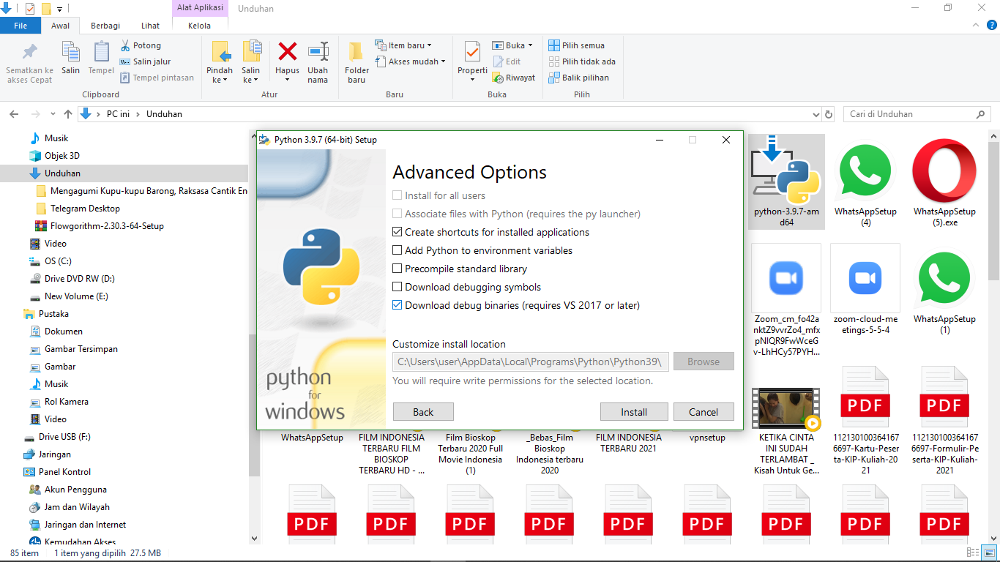 Alat Aplikasi
Unduhan
File
Awal
Berbagi
Lihat
Kelola
Sematkan ke akses Cepat
Salin
Tempel
Potong
Salin jalur
Tempel pintasan
Clipboard
Pindah ke
Salin ke
Hapus
Ubah nama
Atur
Folder baru
Item baru
Akses mudah
Baru
Properti
Buka
Edit
Riwayat
Buka
Pilih semua
Pilih tidak ada
Balik pilihan
Pilih
PC ini
Unduhan
Cari di Unduhan
Musik
Objek 3D
Unduhan
Mengagumi Kupu-kupu Barong, Raksasa Cantik En
Telegram Desktop
Flowgorithm-2.30.3-64-Setup
Video
OS (C:)
Drive DVD RW (D:)
New Volume (E:)
Pustaka
Dokumen
Gambar Tersimpan
Gambar
Musik
Rol Kamera
Video
Drive USB (F:)
Jaringan
Panel Kontrol
Akun Pengguna
Jam dan Wilayah
Jaringan dan Internet
Kemudahan Akses
Python 3.9.7 (64-bit) Setup
Advanced Options
Install for all users
Associate files with Python (requires the py launcher)
Create shortcuts for installed applications
Add Python to environment variables
Precompile standard library
Download debugging symbols
Download debug binaries (requires VS 2017 or later)
Customize install location
C:\Users\user\AppData\Local\Programs\Python\Python39\
Browse
You will require write permissions for the selected location.
python
for
windows
Back
Install
Cancel
python-3.9.7-am
d64
WhatsAppSetup
(4)
WhatsAppSetup
(5).exe
Zoom_cm_fo42a
nktZ9vvrZo4_mfx
pNIQR9FwWceG
v-LhHCy57PYH...
zoom-cloud-me
etings-5-5-4
WhatsAppSetup
(1)
WhatsAppSetup
FILM INDONESIA
TERBARU FILM
BIOSKOP
TERBARU HD - ...
Film Bioskop
Terbaru 2020 Full
Movie Indonesia
(1)
_Bebas_Film
Bioskop
Indonesia terbaru
2020
FILM INDONESIA
TERBARU 2021
vpnsetup
KETIKA CINTA
INI SUDAH
TERLAMBAT _
Kisah Untuk Ge...
PDF
112130100364167
6697-Kartu-Peser
ta-KIP-Kuliah-20
21
PDF
112130100364167
6697-Formulir-Pe
serta-KIP-Kuliah-
2021
PDF
PDF
PDF
PDF
PDF
PDF
PDF
PDF
PDF
85 item
1 item yang dipilih 27.5 MB